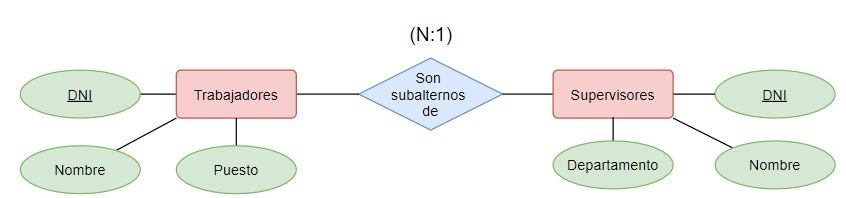 (N:1)
DNI
Trabajadores
Son
subalternos
de
Supervisores
DNI
Nombre
Puesto
Departamento
Nombre